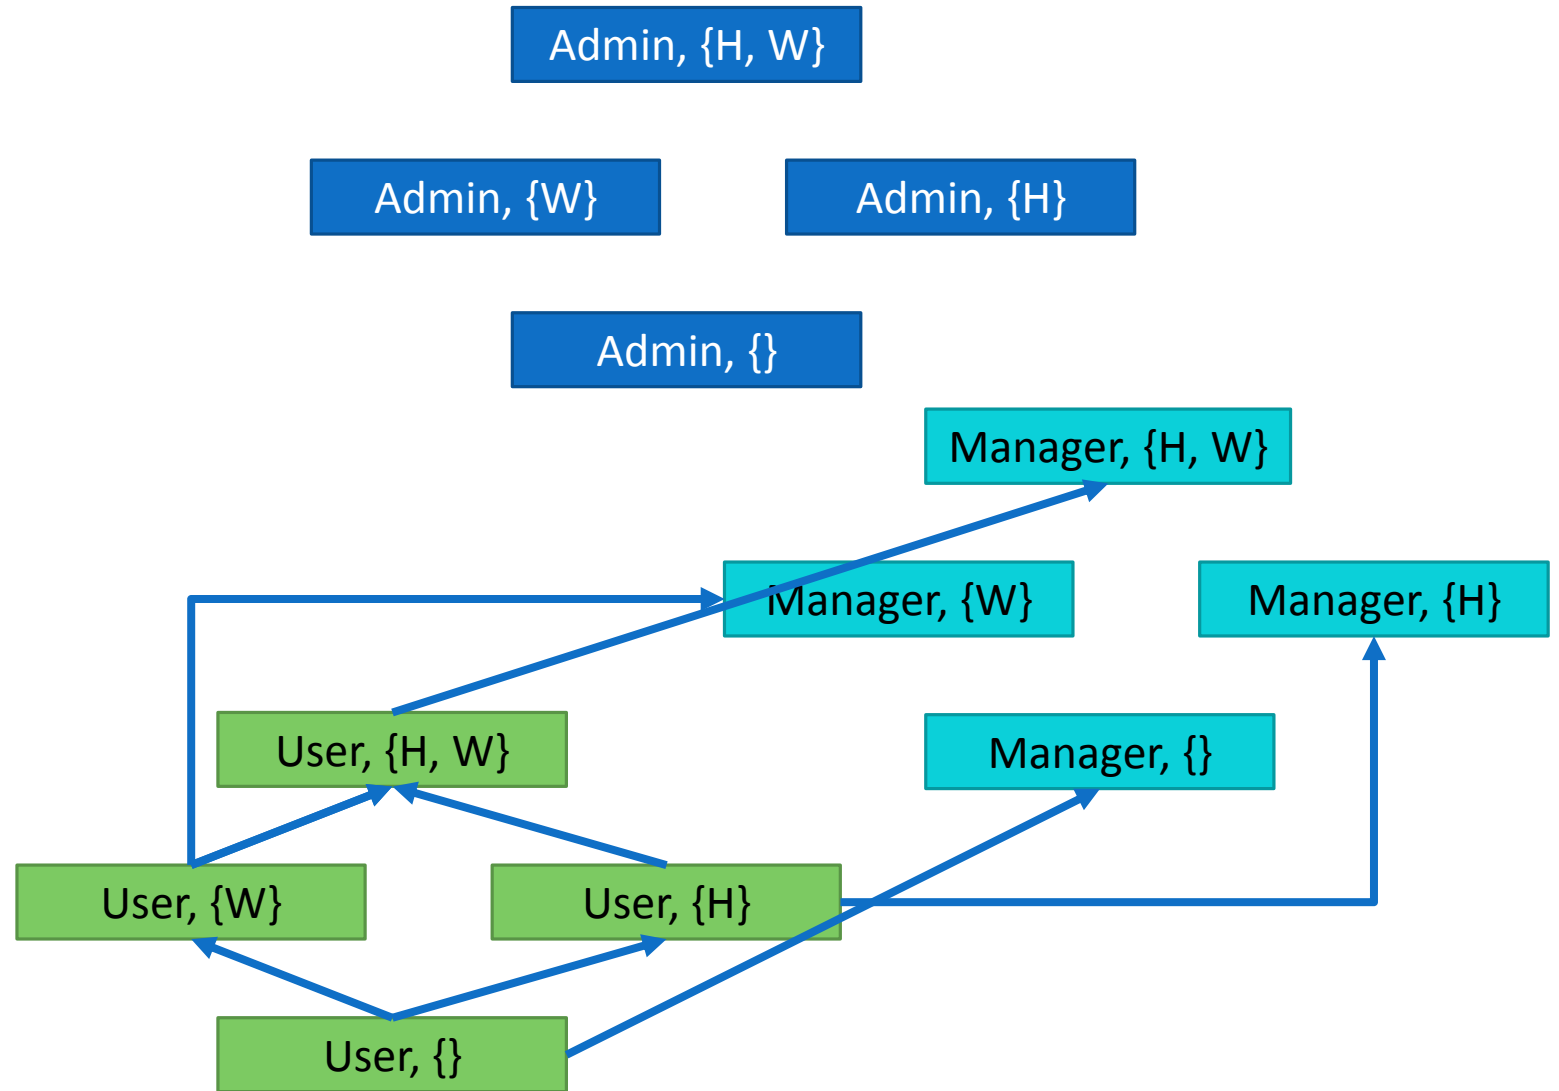 Admin, {H, W}
Admin, {W}
Admin, {H}
Admin, {}
Manager, {H, W}
Manager, {W}
Manager, {H}
User, {H, W}
Manager, {}
User, {W}
User, {H}
User, {}